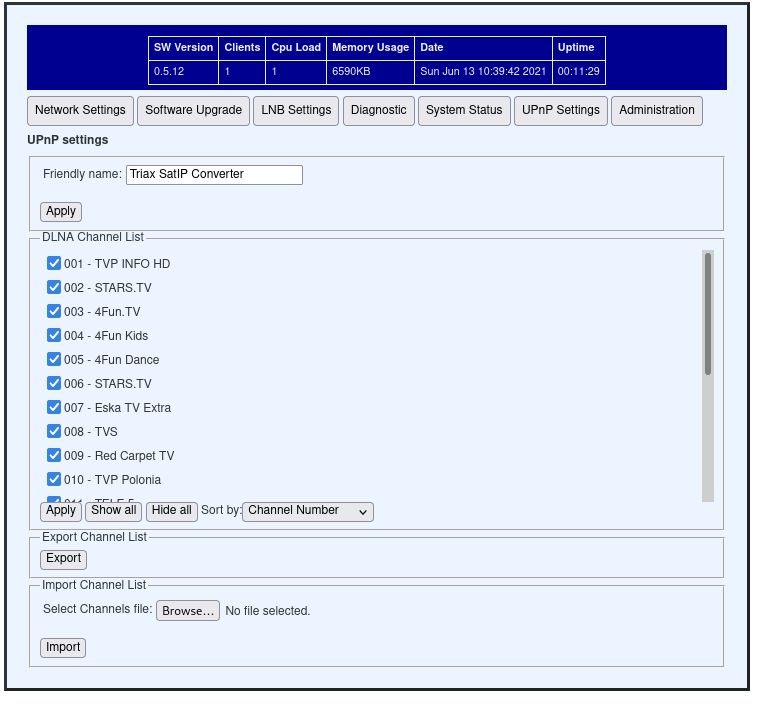 SW Version Clients Cpu Load Memory Usage Date Uptime
0.5.12 1 1 6590KB Sun Jun 13 10:39:42 2021 00:11:29
Network Settings Software Upgrade LNB Settings Diagnostic System Status UPnP Settings Administration
UPnP settings
Friendly name: Triax SatIP Converter
Apply
DLNA Channel List
001 - TVP INFO HD
002 - STARS.TV
003 - 4Fun.TV
004 - 4Fun Kids
005 - 4Fun Dance
006 - STARS.TV
007 - Eska TV Extra
008 - TVS
009 - Red Carpet TV
010 - TVP Polonia
011 - TELE 5
Apply Show all Hide all Sort by: Channel Number
Export Channel List
Export
Import Channel List
Select Channels file: Browse... No file selected.
Import